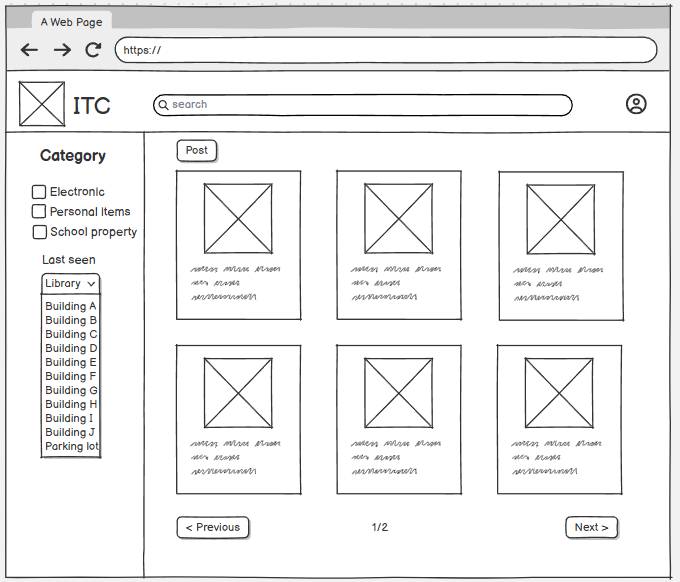 A Web Page
https://
ITC
search
Category
Electronic
Personal items
School property
Last seen
Library
Building A
Building B
Building C
Building D
Building E
Building F
Building G
Building H
Building I
Building J
Parking lot
Post
< Previous
1/2
Next >